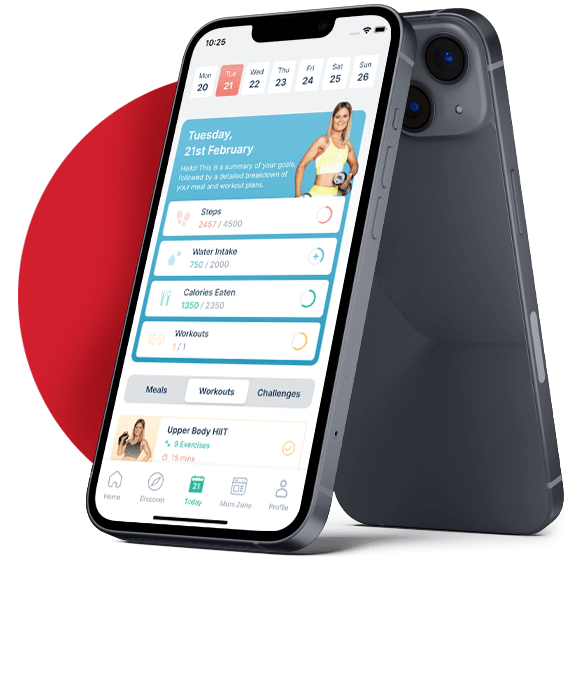 10:25
Mon Tue Wed Thu Fri Sat Sun
20 21 22 23 24 25 26
Tuesday,
21st February
Hello! This is a summary of your goals,
followed by a detailed breakdown of
your meal and workout plans.
Steps
2457 / 4500
Water Intake
750 / 2000
Calories Eaten
1350 / 2350
Workouts
1 / 1
Meals Workouts Challenges
Upper Body HIIT
9 Exercises
15 mins
21
Home Discover Today Mum Zone Profile